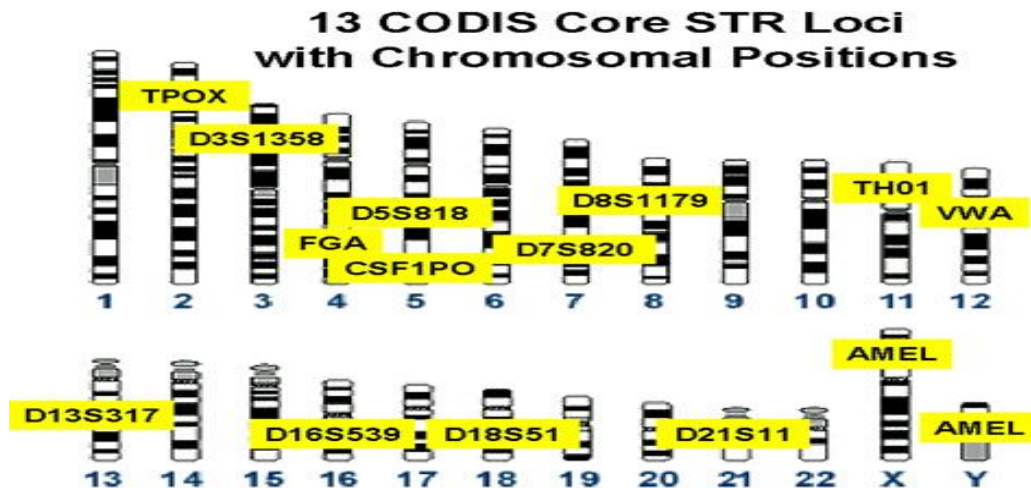 13 CODIS Core STR Loci
with Chromosomal Positions
TPOX
D3S1358
D8S1179
TH01
D5S818
VWA
FGA
D7S820
CSF1PO
1 2 3 4 5 6 7 8 9 10 11 12
AMEL
D13S317
D16S539
D18S51
D21S11
AMEL
13 14 15 16 17 18 19 20 21 22 X Y